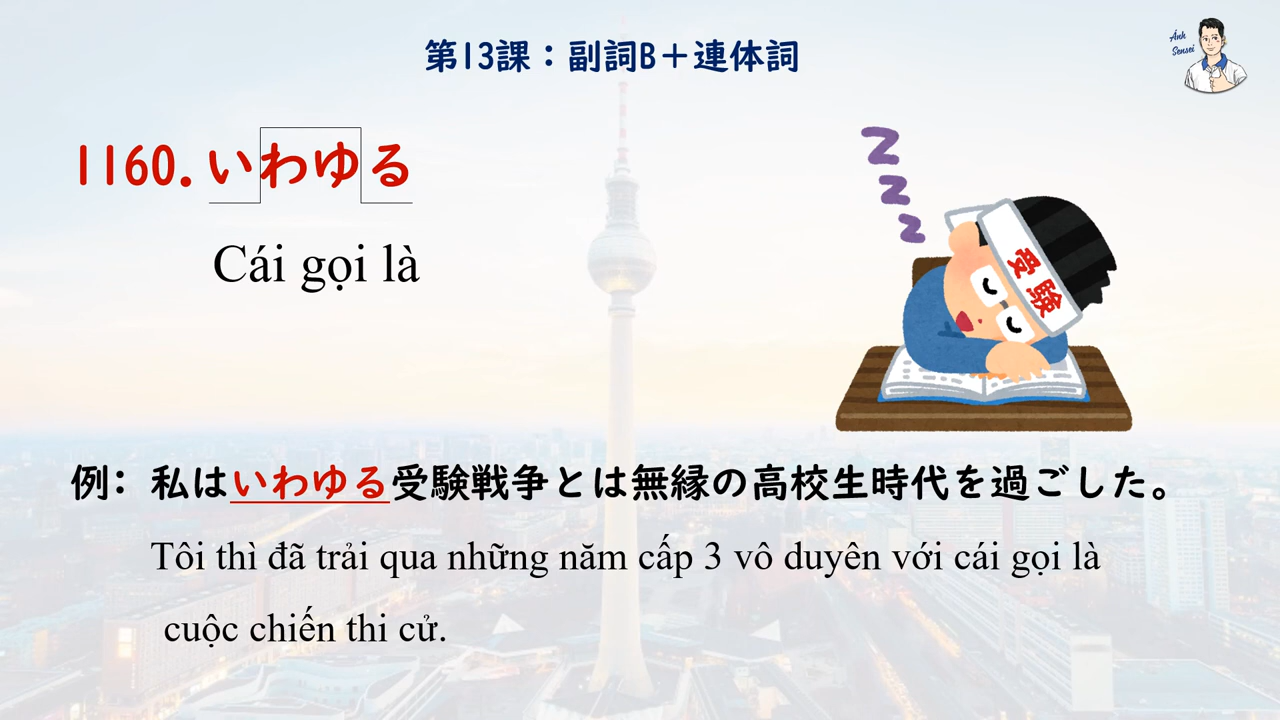 第13課：副詞B＋連体詞
Ánh
Sensei
1160.いわゆる
Cái gọi là
Z
Z
Z
受験
例：私はいわゆる受験戦争とは無縁の高校生時代を過ごした。
Tôi thì đã trải qua những năm cấp 3 vô duyên với cái gọi là
cuộc chiến thi cử.